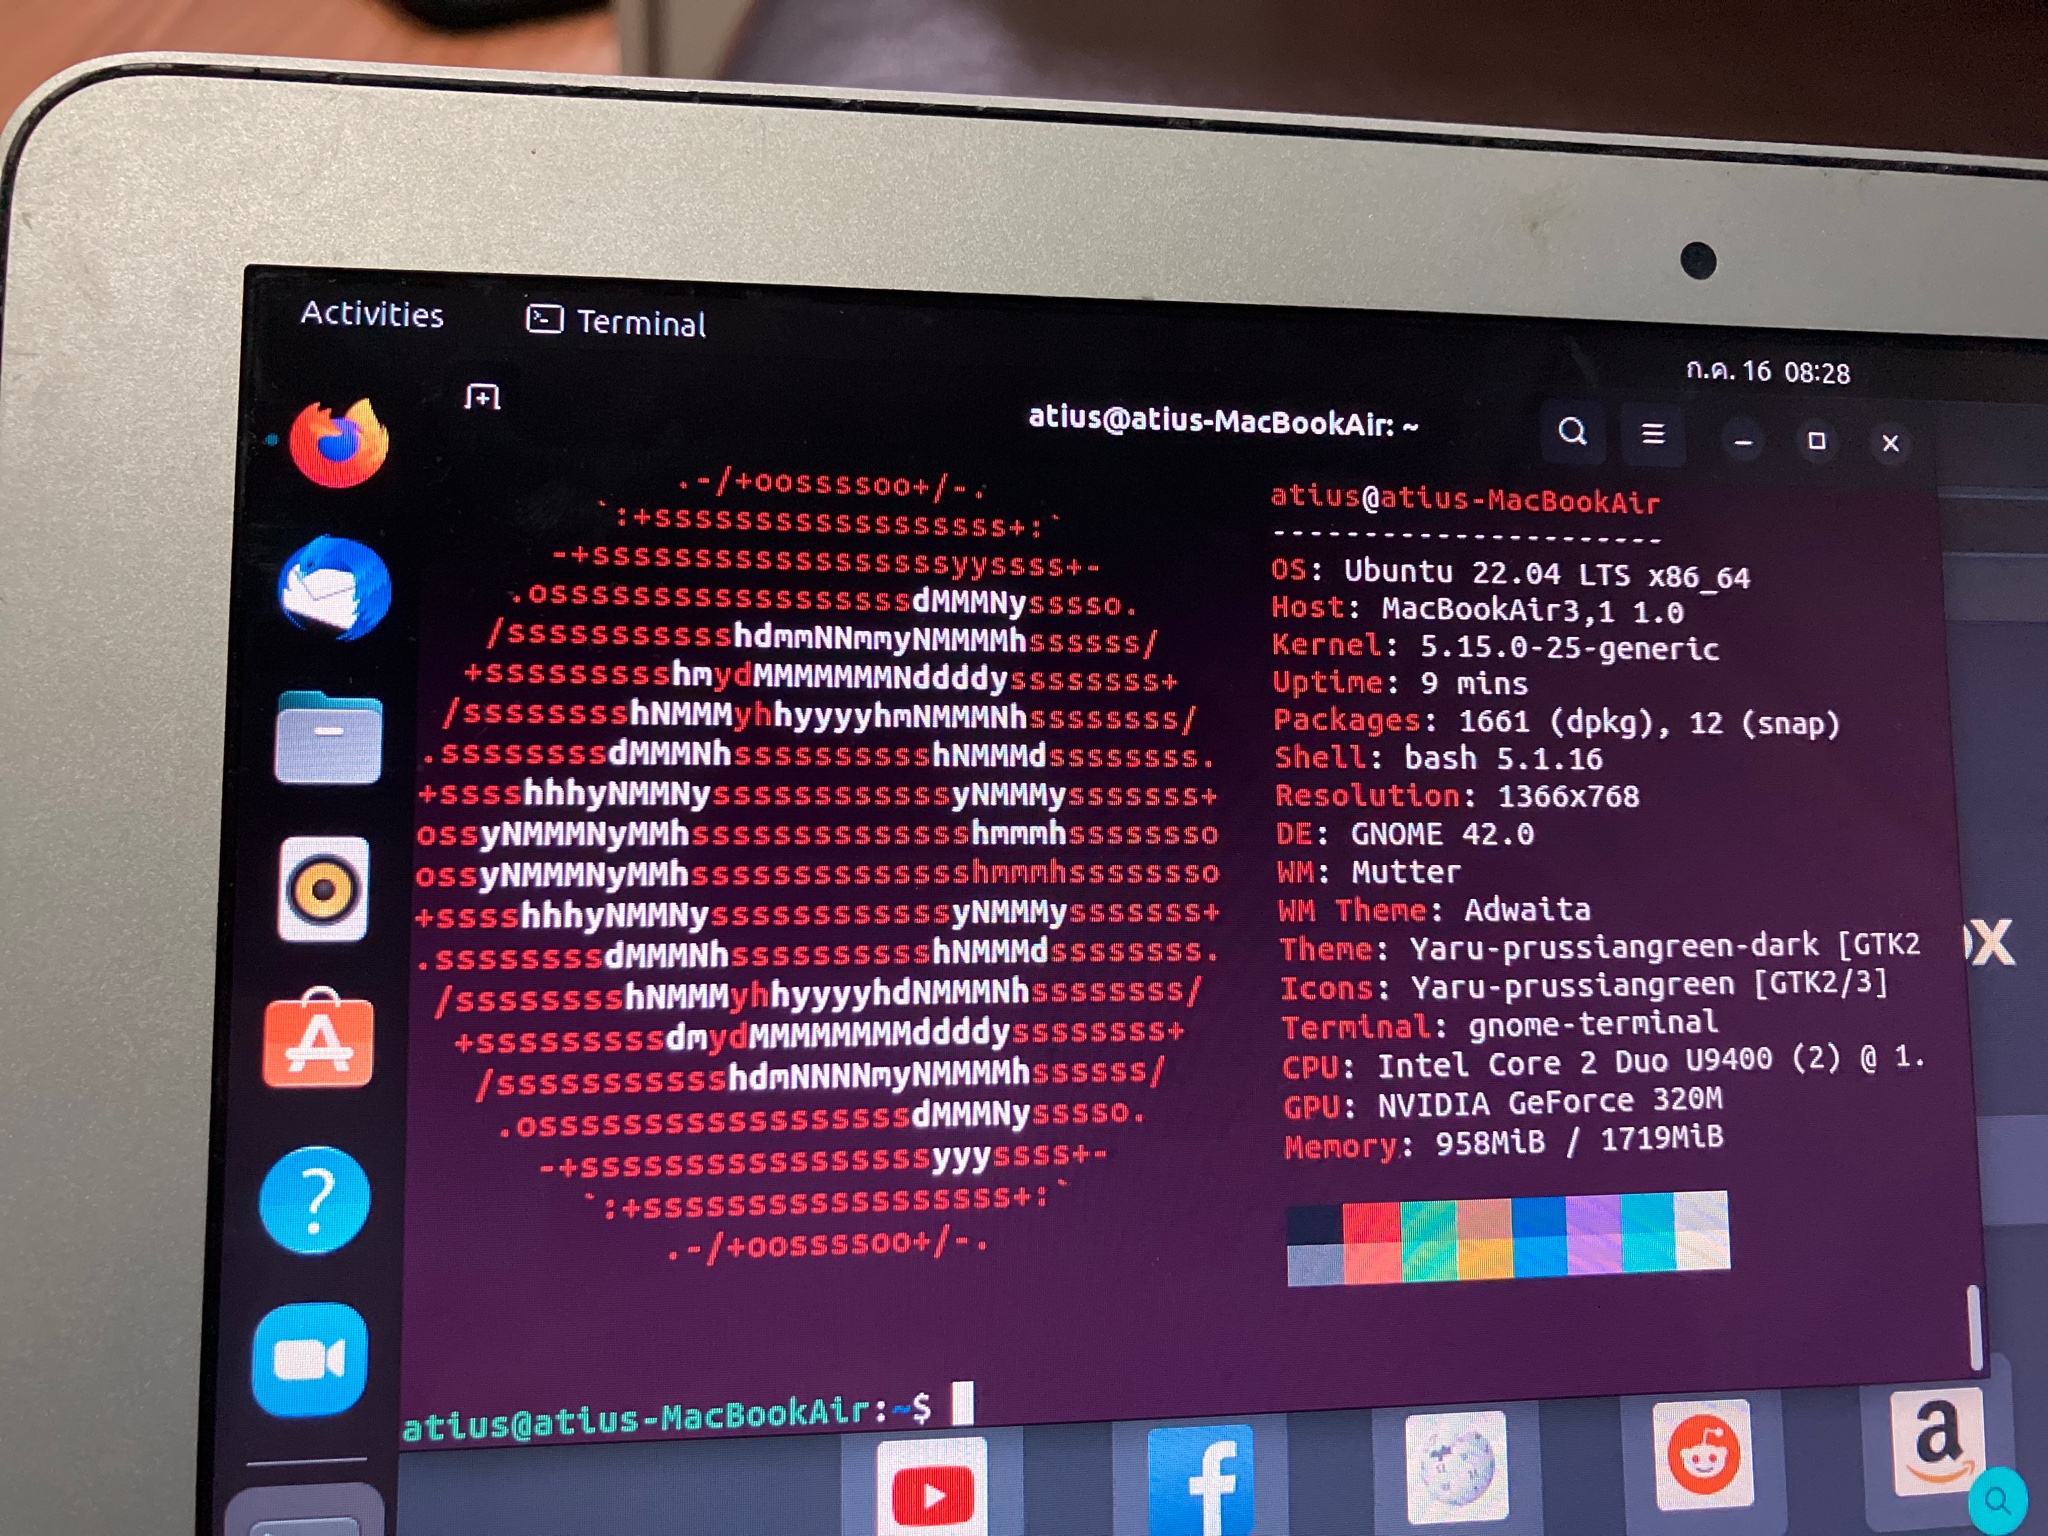 Activities
Terminal
ก.ค. 16 08:28
atius@atius-MacBookAir: ~
.-/+oossssoo+/-.
`:+ssssssssssssssssss+:`
-+ssssssssssssssssssyyssss+-
.ossssssssssssssssssdMMMNysssso.
/ssssssssssshdmmNNmmyNMMMMhssssss/
+ssssssssshmydMMMMMMMNddddyssssssss+
/sssssssshNMMMyhhyyyyhmNMMMNhssssssss/
.ssssssssdMMMNhsssssssssshNMMMdssssssss.
+sssshhhyNMMNyssssssssssssyNMMMysssssss+
ossyNMMMNyMMhsssssssssssssshmmmhssssssso
ossyNMMMNyMMhsssssssssssssshmmmhssssssso
+sssshhhyNMMNyssssssssssssyNMMMysssssss+
.ssssssssdMMMNhsssssssssshNMMMdssssssss.
/sssssssshNMMMyhhyyyyhdNMMMNhssssssss/
+sssssssssdmydMMMMMMMMddddyssssssss+
/ssssssssssshdmNNNNmyNMMMMhssssss/
.ossssssssssssssssssdMMMNysssso.
-+sssssssssssssssssyyyssss+-
`:+ssssssssssssssssss+:`
.-/+oossssoo+/-.
atius@atius-MacBookAir
---------------------
OS: Ubuntu 22.04 LTS x86_64
Host: MacBookAir3,1 1.0
Kernel: 5.15.0-25-generic
Uptime: 9 mins
Packages: 1661 (dpkg), 12 (snap)
Shell: bash 5.1.16
Resolution: 1366x768
DE: GNOME 42.0
WM: Mutter
WM Theme: Adwaita
Theme: Yaru-prussiangreen-dark [GTK2
Icons: Yaru-prussiangreen [GTK2/3]
Terminal: gnome-terminal
CPU: Intel Core 2 Duo U9400 (2) @ 1.
GPU: NVIDIA GeForce 320M
Memory: 958MiB / 1719MiB
atius@atius-MacBookAir:~$